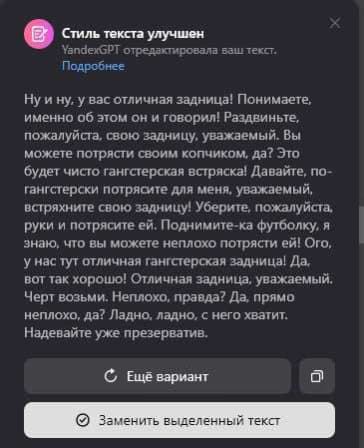 Стиль текста улучшен
YandexGPT отредактировала ваш текст.
Подробнее
Ну и ну, у вас отличная задница! Понимаете,
именно об этом он и говорил! Раздвиньте,
пожалуйста, свою задницу, уважаемый. Вы
можете потрясти своим копчиком, да? Это
будет чисто гангстерская встряска! Давайте, по-
гангстерски потрясите для меня, уважаемый,
встряхните свою задницу! Уберите, пожалуйста,
руки и потрясите ей. Поднимите-ка футболку, я
знаю, что вы можете неплохо потрясти ей! Ого,
у нас тут отличная гангстерская задница! Да,
вот так хорошо! Отличная задница, уважаемый.
Черт возьми. Неплохо, правда? Да, прямо
неплохо, да? Ладно, ладно, с него хватит.
Надевайте уже презерватив.
Ещё вариант
Заменить выделенный текст